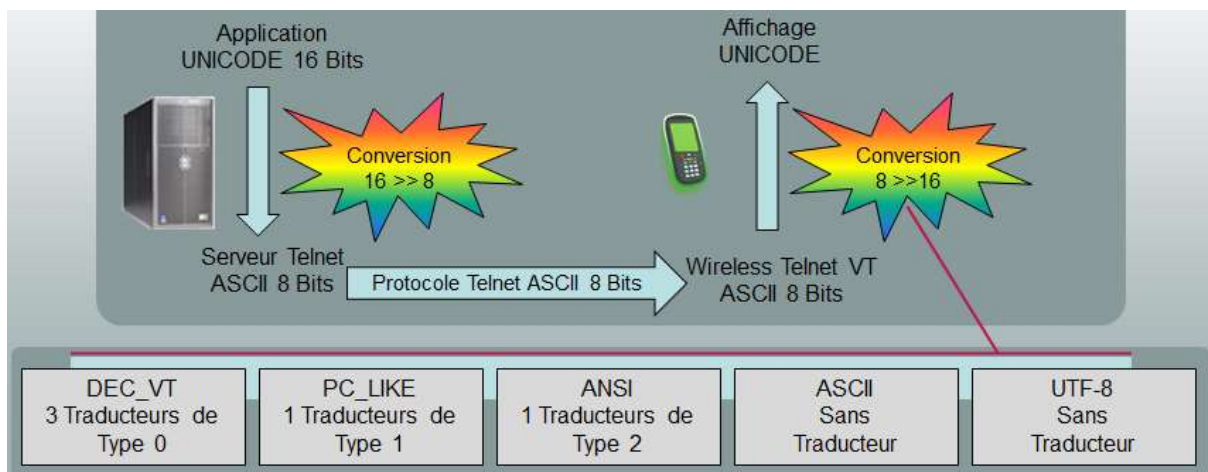 Application
UNICODE 16 Bits
Affichage
UNICODE
Conversion
16 >> 8
Conversion
8 >>16
Serveur Telnet
ASCII 8 Bits
Protocole Telnet ASCII 8 Bits
Wireless Telnet VT
ASCII 8 Bits
DEC_VT
3 Traducteurs de
Type 0
PC_LIKE
1 Traducteurs de
Type 1
ANSI
1 Traducteurs de
Type 2
ASCII
Sans
Traducteur
UTF-8
Sans
Traducteur